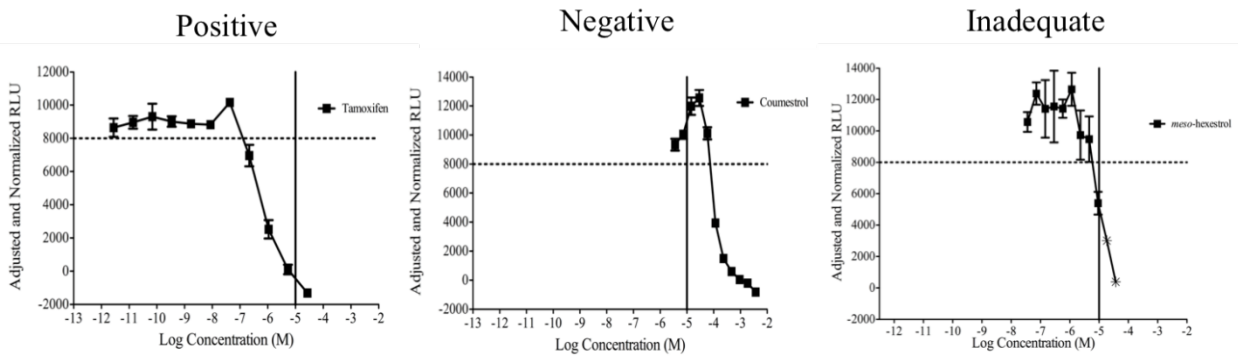 Positive
Negative
Inadequate
Adjusted and Normalized RLU
12000
10000
8000
6000
4000
2000
0
-2000
-13 -12 -11 -10 -9 -8 -7 -6 -5 -4 -3 -2
Log Concentration (M)
Tamoxifen
Adjusted and Normalized RLU
14000
12000
10000
8000
6000
4000
2000
0
-2000
-12 -11 -10 -9 -8 -7 -6 -5 -4 -3 -2
Log Concentration (M)
Coumestrol
Adjusted and Normalized RLU
14000
12000
10000
8000
6000
4000
2000
0
2000
-12 -11 -10 -9 -8 -7 -6 -5 -4 -3 -2
Log Concentration (M)
meso-hexestrol